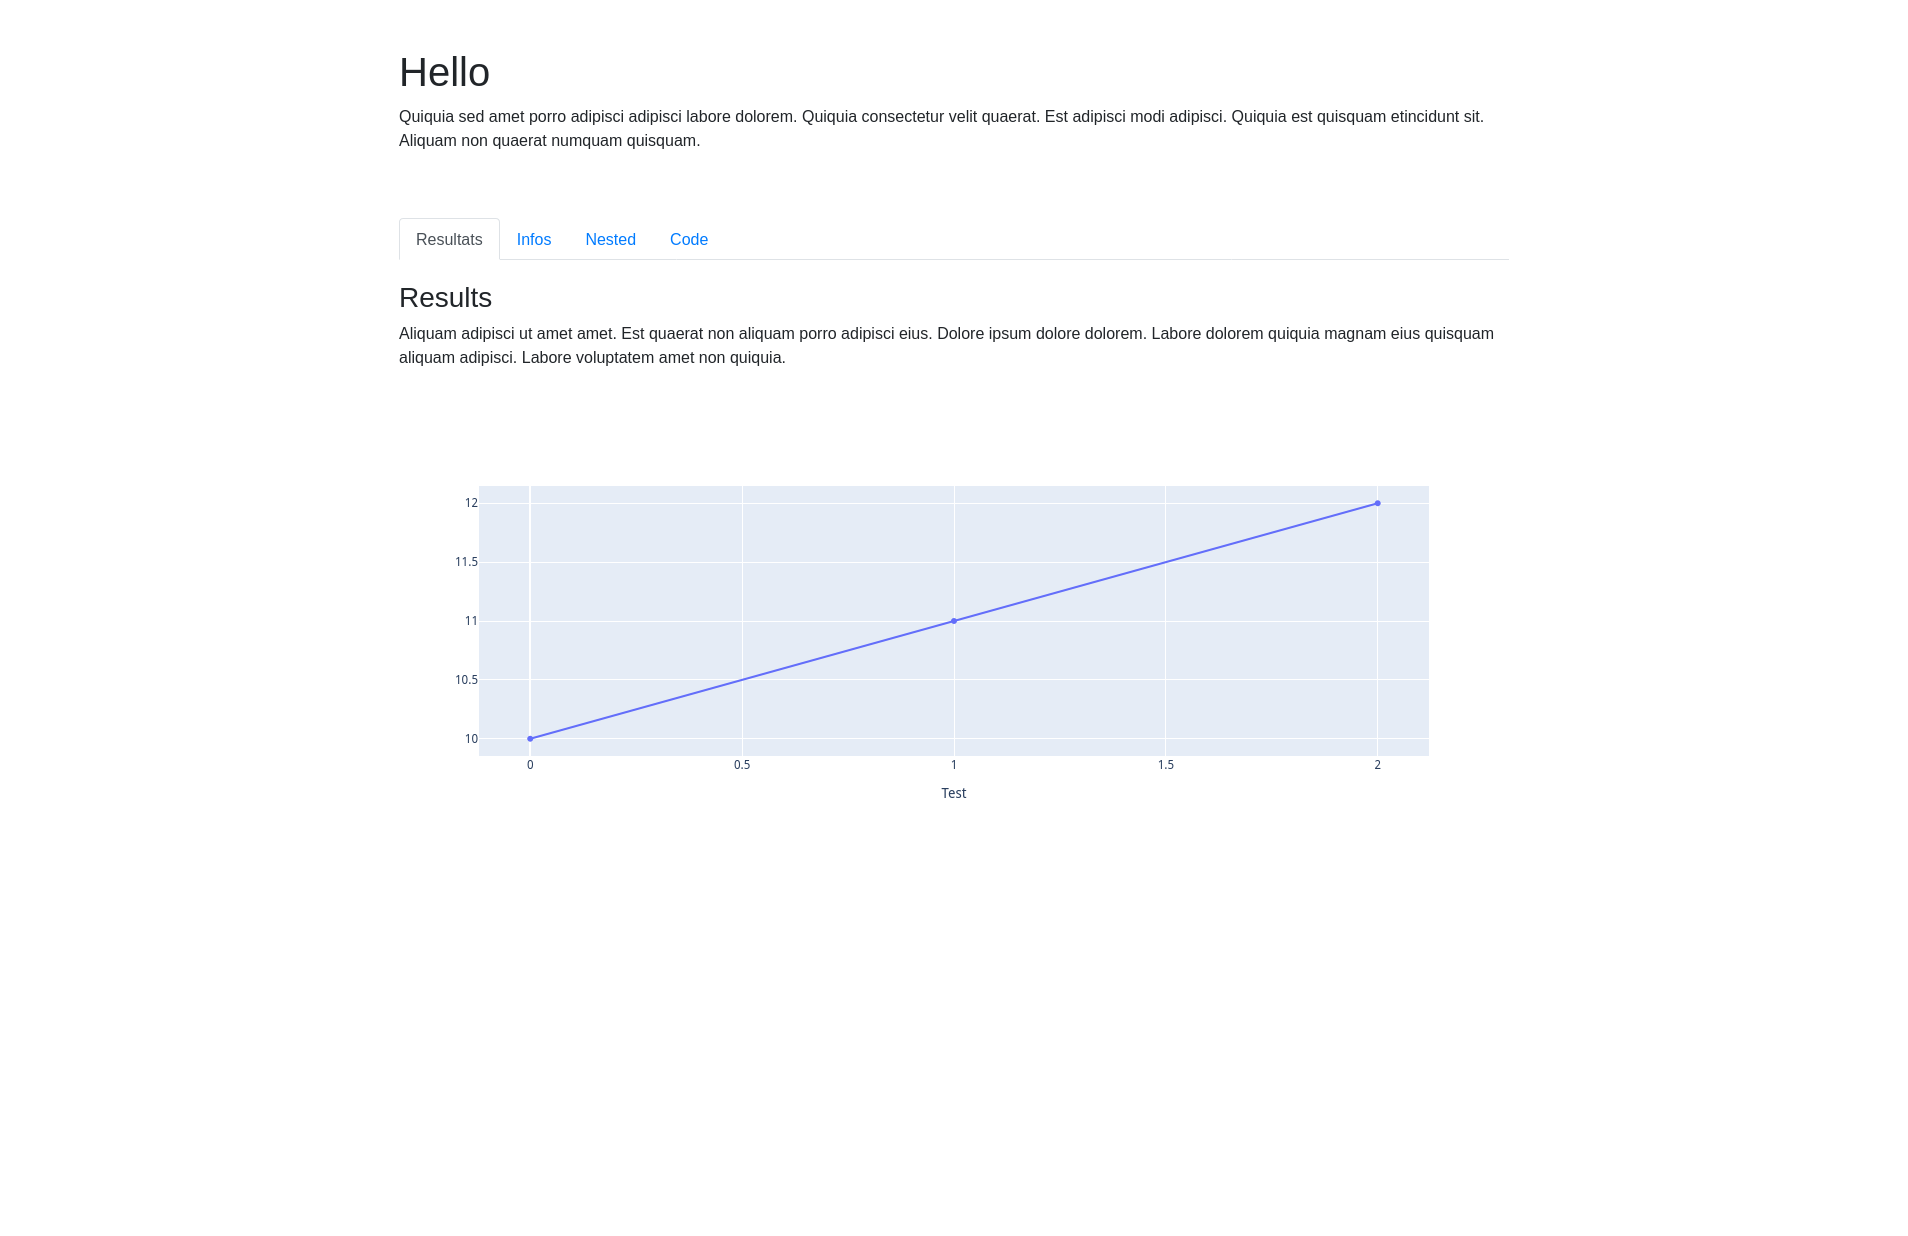 Hello
Quiquia sed amet porro adipisci adipisci labore dolorem. Quiquia consectetur velit quaerat. Est adipisci modi adipisci. Quiquia est quisquam etincidunt sit.
Aliquam non quaerat numquam quisquam.
Resultats Infos Nested Code
Results
Aliquam adipisci ut amet amet. Est quaerat non aliquam porro adipisci eius. Dolore ipsum dolore dolorem. Labore dolorem quiquia magnam eius quisquam
aliquam adipisci. Labore voluptatem amet non quiquia.
12
11.5
11
10.5
10
0 0.5 1 1.5 2
Test